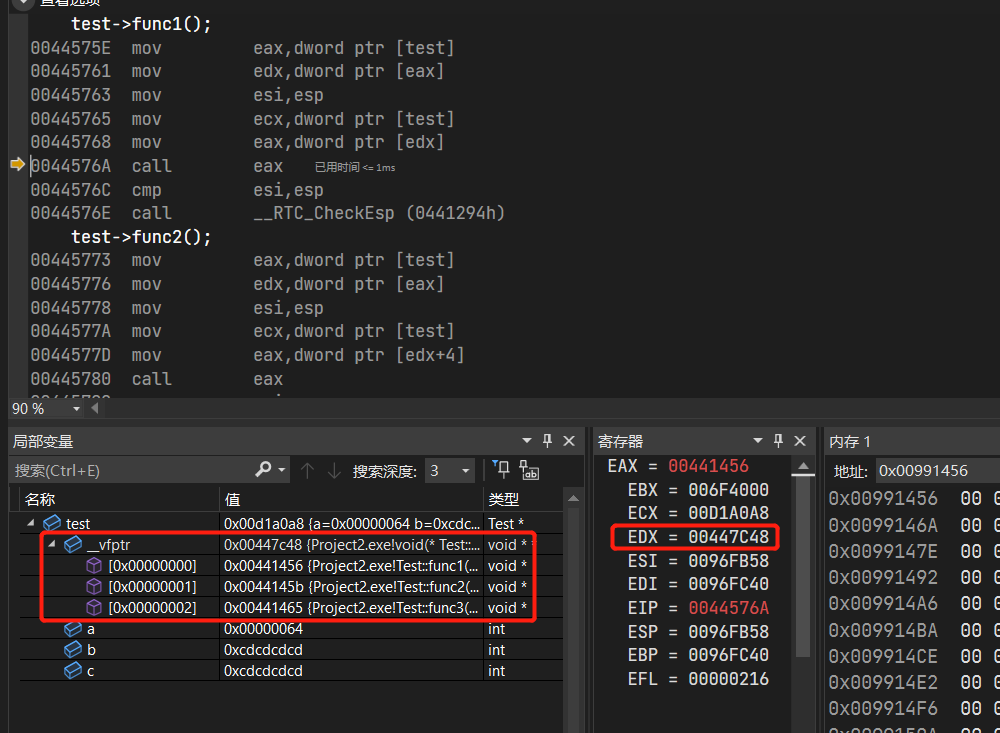 查看选项
test->func1();
0044575E mov eax,dword ptr [test]
00445761 mov edx,dword ptr [eax]
00445763 mov esi,esp
00445765 mov ecx,dword ptr [test]
00445768 mov eax,dword ptr [edx]
0044576A call eax 已用时间 <= 1ms
0044576C cmp esi,esp
0044576E call __RTC_CheckEsp (0441294h)
test->func2();
00445773 mov eax,dword ptr [test]
00445776 mov edx,dword ptr [eax]
00445778 mov esi,esp
0044577A mov ecx,dword ptr [test]
0044577D mov eax,dword ptr [edx+4]
00445780 call eax
90 %
局部变量
搜索(Ctrl+E) 搜索深度: 3
名称 值 类型
test 0x00d1a0a8 {a=0x00000064 b=0xcdc... Test *
__vfptr 0x00447c48 {Project2.exe!void(* Test::... void * *
[0x00000000] 0x00441456 {Project2.exe!Test::func1(... void *
[0x00000001] 0x0044145b {Project2.exe!Test::func2(... void *
[0x00000002] 0x00441465 {Project2.exe!Test::func3(... void *
a 0x00000064 int
b 0xcdcdcdcd int
c 0xcdcdcdcd int
寄存器
EAX = 00441456
EBX = 006F4000
ECX = 00D1A0A8
EDX = 00447C48
ESI = 0096FB58
EDI = 0096FC40
EIP = 0044576A
ESP = 0096FB58
EBP = 0096FC40
EFL = 00000216
内存 1
地址: 0x00991456
0x00991456 00 0
0x0099146A 00 0
0x0099147E 00 0
0x00991492 00 0
0x009914A6 00 0
0x009914BA 00 0
0x009914CE 00 0
0x009914E2 00 0
0x009914F6 00 0